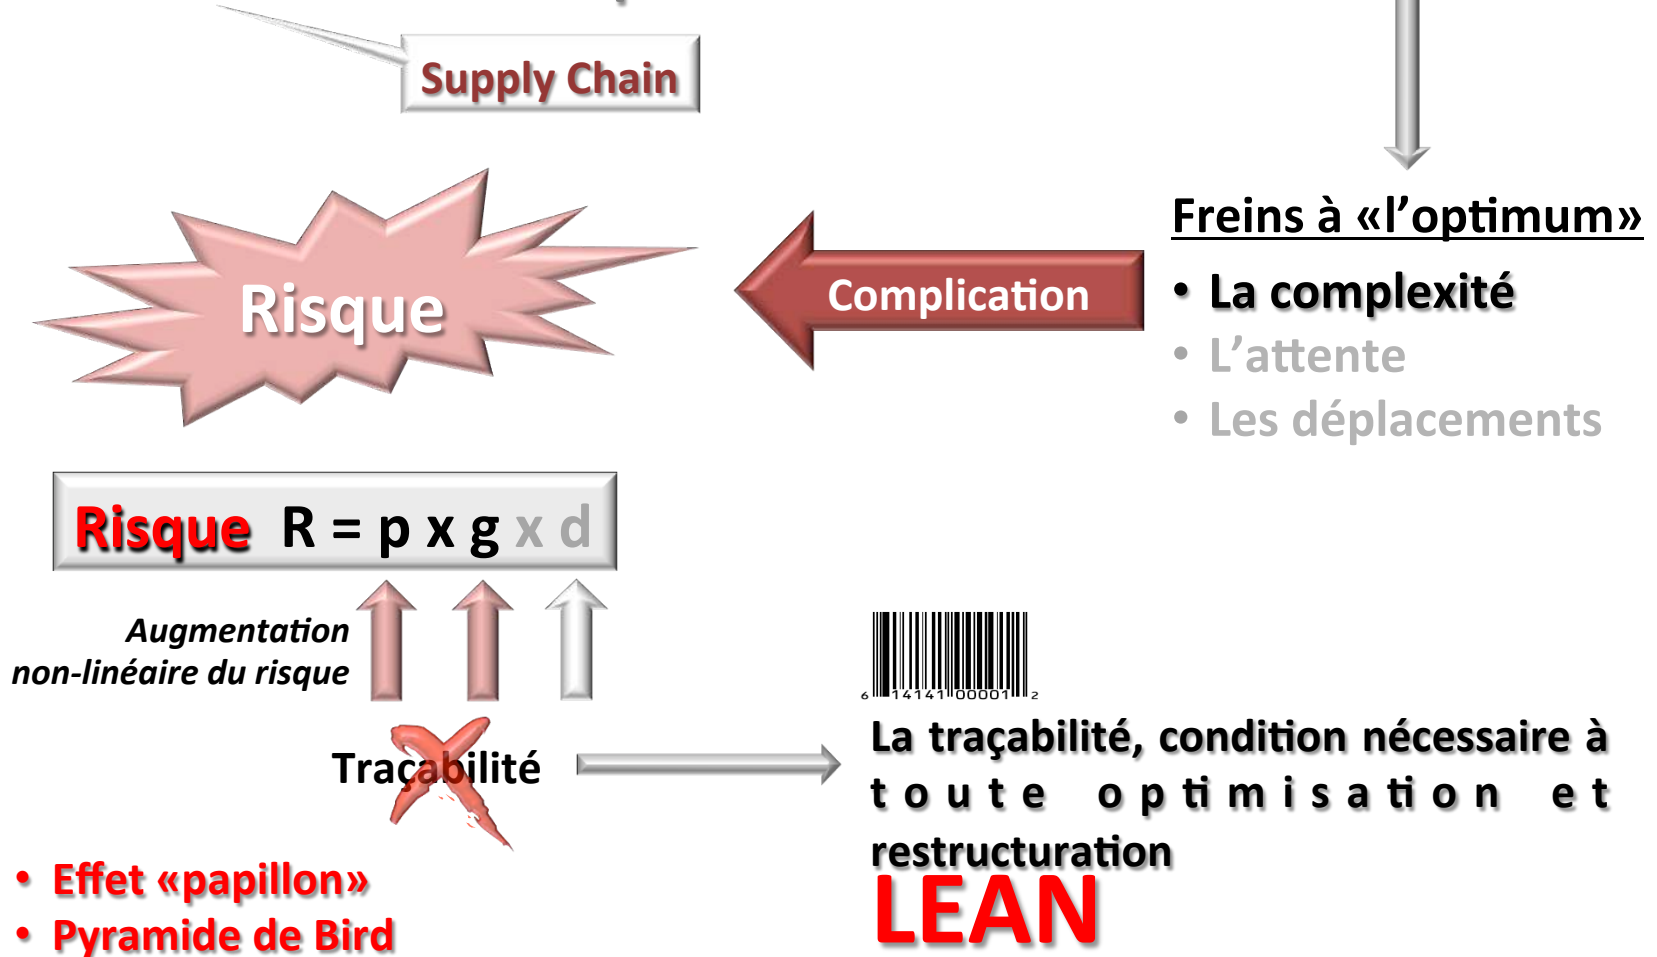 Supply Chain
Freins à «l’optimum»
Risque
Complication
• La complexité
• L’attente
• Les déplacements
Risque R = p x g x d
Augmentation
non-linéaire du risque
6 14141 00001 2
Traçabilité
La traçabilité, condition nécessaire à
toute optimisation et
restructuration
LEAN
• Effet «papillon»
• Pyramide de Bird